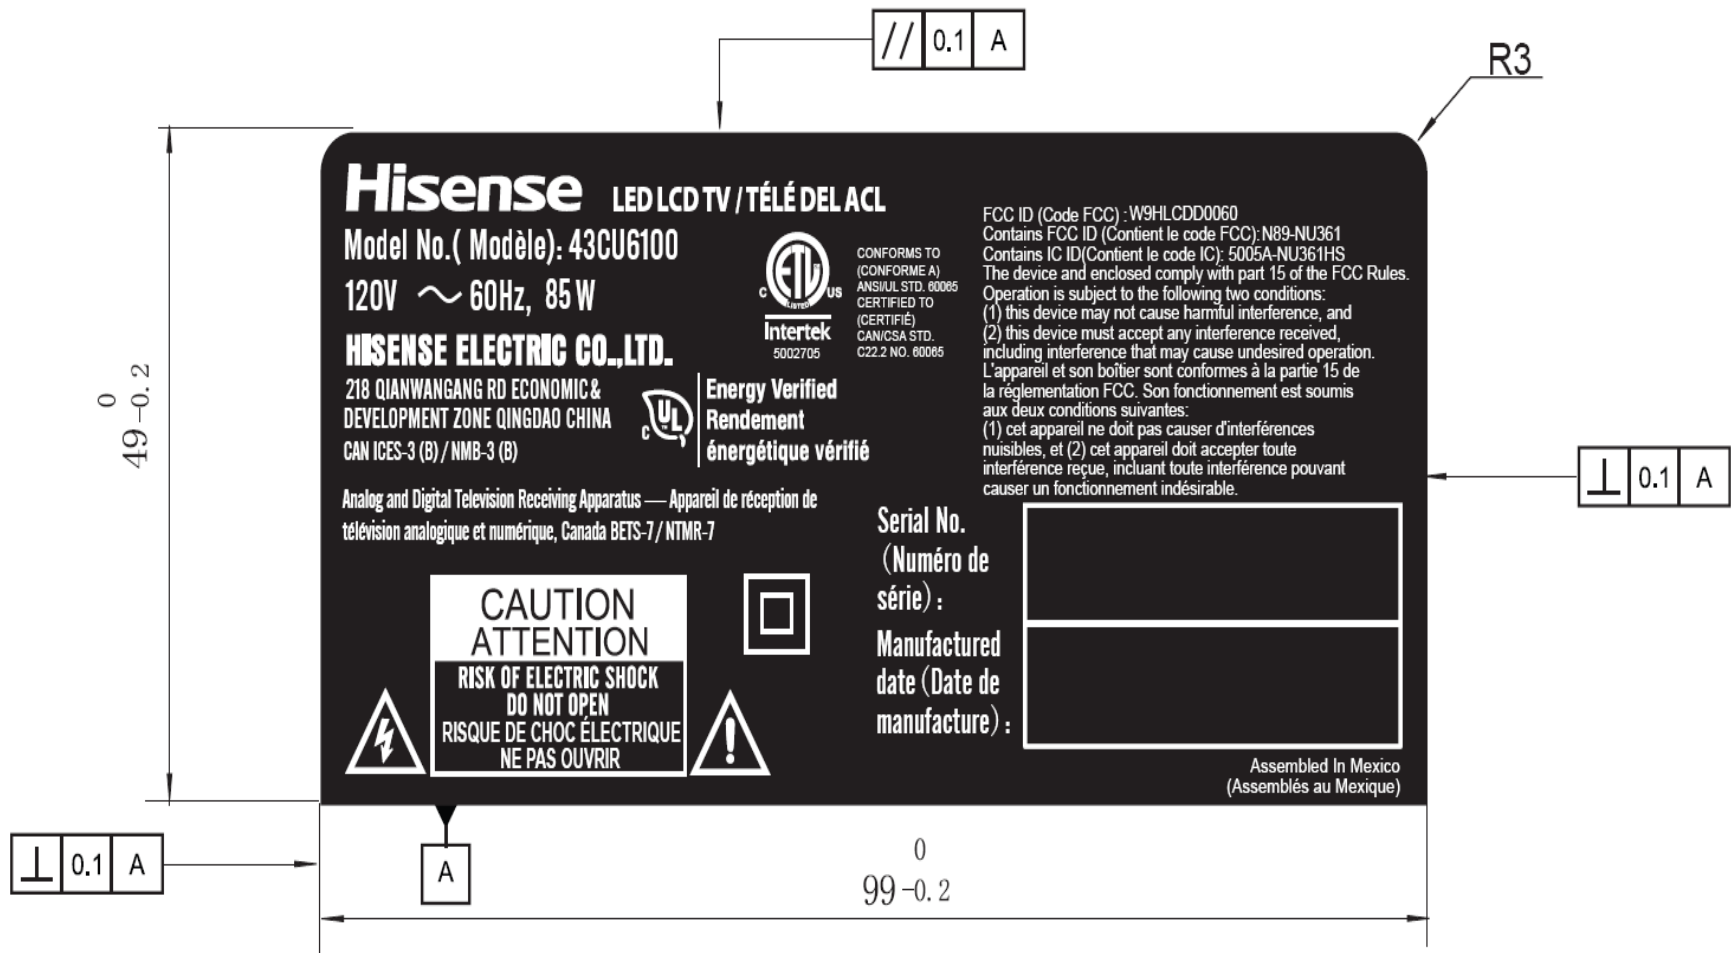 // 0.1 A
R3
Hisense LED LCD TV / TÉLÉ DEL ACL
Model No.( Modèle): 43CU6100
120V ～ 60Hz, 85 W
HISENSE ELECTRIC CO.,LTD.
218 QIANWANGANG RD ECONOMIC &
DEVELOPMENT ZONE QINGDAO CHINA
CAN ICES-3 (B) / NMB-3 (B)
ETL
C US
LISTED
Intertek
5002705
CONFORMS TO
(CONFORME A)
ANSI/UL STD. 60065
CERTIFIED TO
(CERTIFIÉ)
CAN/CSA STD.
C22.2 NO. 60065
C UL
Energy Verified
Rendement
énergétique vérifié
FCC ID (Code FCC) : W9HLCDD0060
Contains FCC ID (Contient le code FCC): N89-NU361
Contains IC ID(Contient le code IC): 5005A-NU361HS
The device and enclosed comply with part 15 of the FCC Rules.
Operation is subject to the following two conditions:
(1) this device may not cause harmful interference, and
(2) this device must accept any interference received,
including interference that may cause undesired operation.
L'appareil et son boîtier sont conformes à la partie 15 de
la réglementation FCC. Son fonctionnement est soumis
aux deux conditions suivantes:
(1) cet appareil ne doit pas causer d'interférences
nuisibles, et (2) cet appareil doit accepter toute
interférence reçue, incluant toute interférence pouvant
causer un fonctionnement indésirable.
Analog and Digital Television Receiving Apparatus — Appareil de réception de
télévision analogique et numérique, Canada BETS-7 / NTMR-7
Serial No.
(Numéro de
série) :
Manufactured
date (Date de
manufacture) :
CAUTION
ATTENTION
RISK OF ELECTRIC SHOCK
DO NOT OPEN
RISQUE DE CHOC ÉLECTRIQUE
NE PAS OUVRIR
Assembled In Mexico
(Assemblés au Mexique)
0
49 -0.2
⊥ 0.1 A
⊥ 0.1 A
A
0
99 -0.2